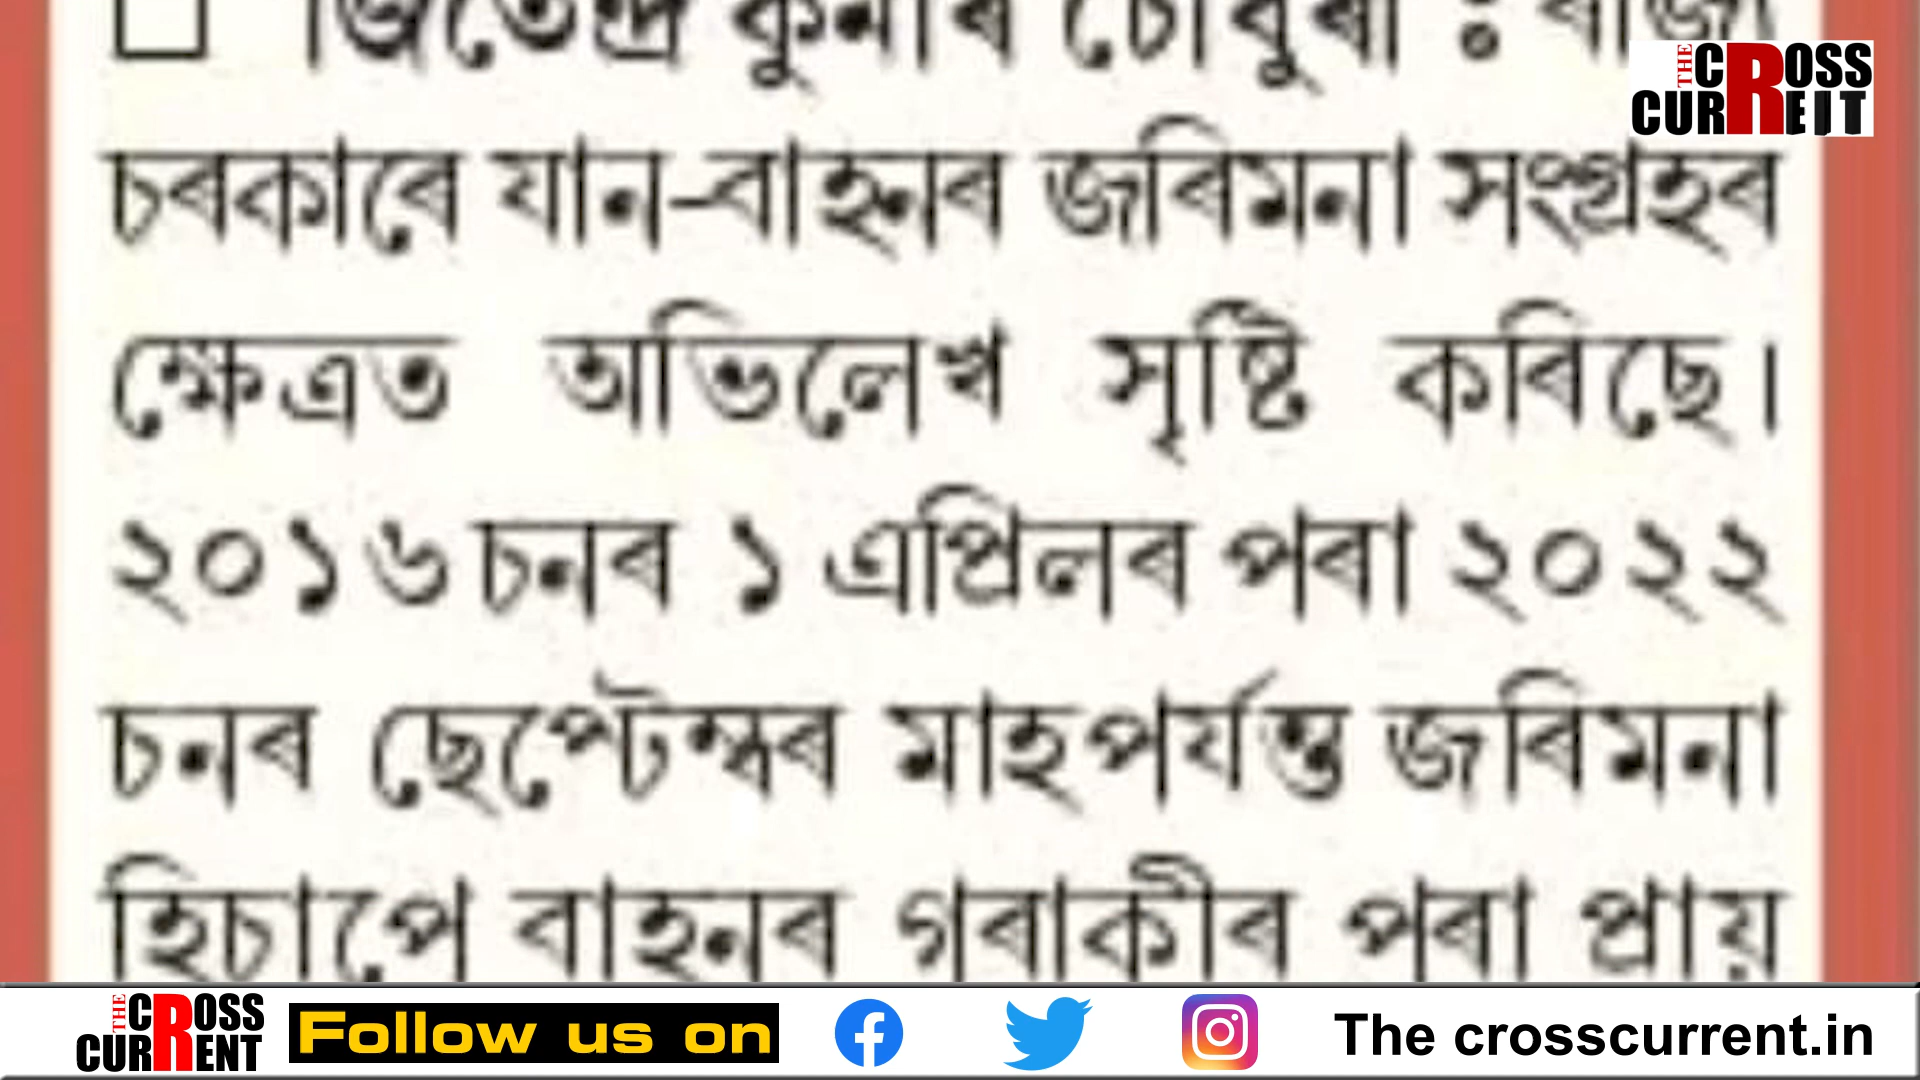 □ জিতেন্দ্ৰ কুমাৰ চৌধুৰী : ৰাজ্য
THE CROSS CURREIT
চৰকাৰে যান-বাহনৰ জৰিমনা সংগ্ৰহৰ
ক্ষেত্ৰত অভিলেখ সৃষ্টি কৰিছে।
২০১৬ চনৰ ১ এপ্ৰিলৰ পৰা ২০২২
চনৰ ছেপ্টেম্বৰ মাহপৰ্যন্ত জৰিমনা
হিচাপে বাহনৰ গৰাকীৰ পৰা প্ৰায়
THE CROSS CURRENT Follow us on The crosscurrent.in